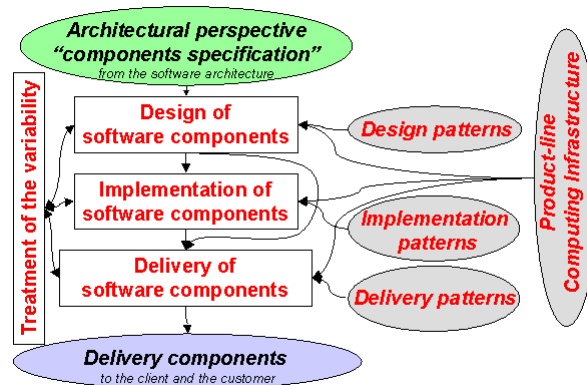 Architectural perspective
“components specification”
from the software architecture
Treatment of the variability
Design of
software components
Design patterns
Product-line
Computing Infrastructure
Implementation of
software components
Implementation
patterns
Delivery of
software components
Delivery patterns
Delivery components
to the client and the customer